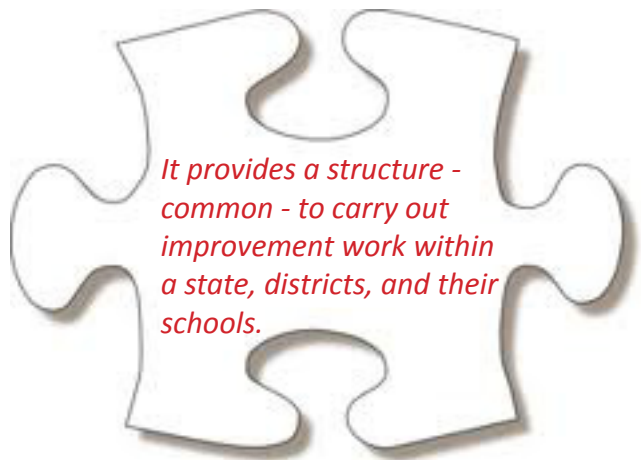 It provides a structure -
common - to carry out
improvement work within
a state, districts, and their
schools.